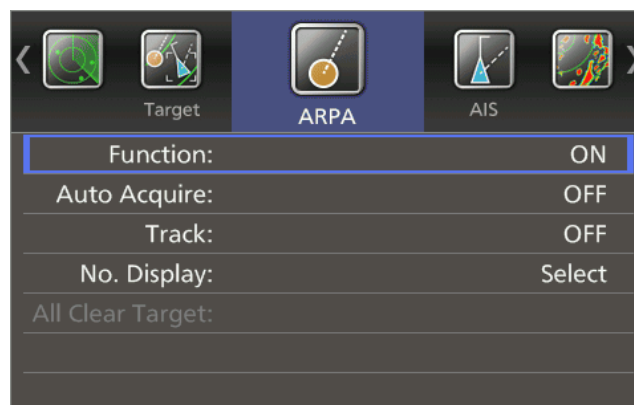 Target
ARPA
AIS
Function: ON
Auto Acquire: OFF
Track: OFF
No. Display: Select
All Clear Target: